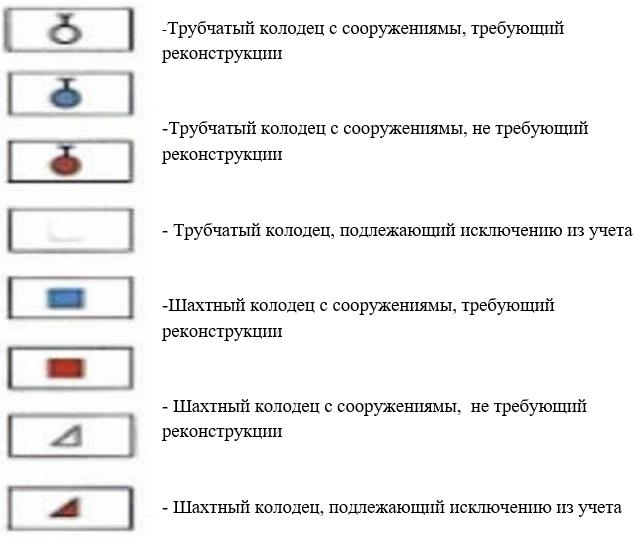 -Трубчатый колодец с сооружениямы, требующий
реконструкции
-Трубчатый колодец с сооружениямы, не требующий
реконструкции
- Трубчатый колодец, подлежающий исключению из учета
-Шахтный колодец с сооружениямы, требующий
реконструкции
- Шахтный колодец с сооружениямы,  не требующий
реконструкции
- Шахтный колодец, подлежающий исключению из учета